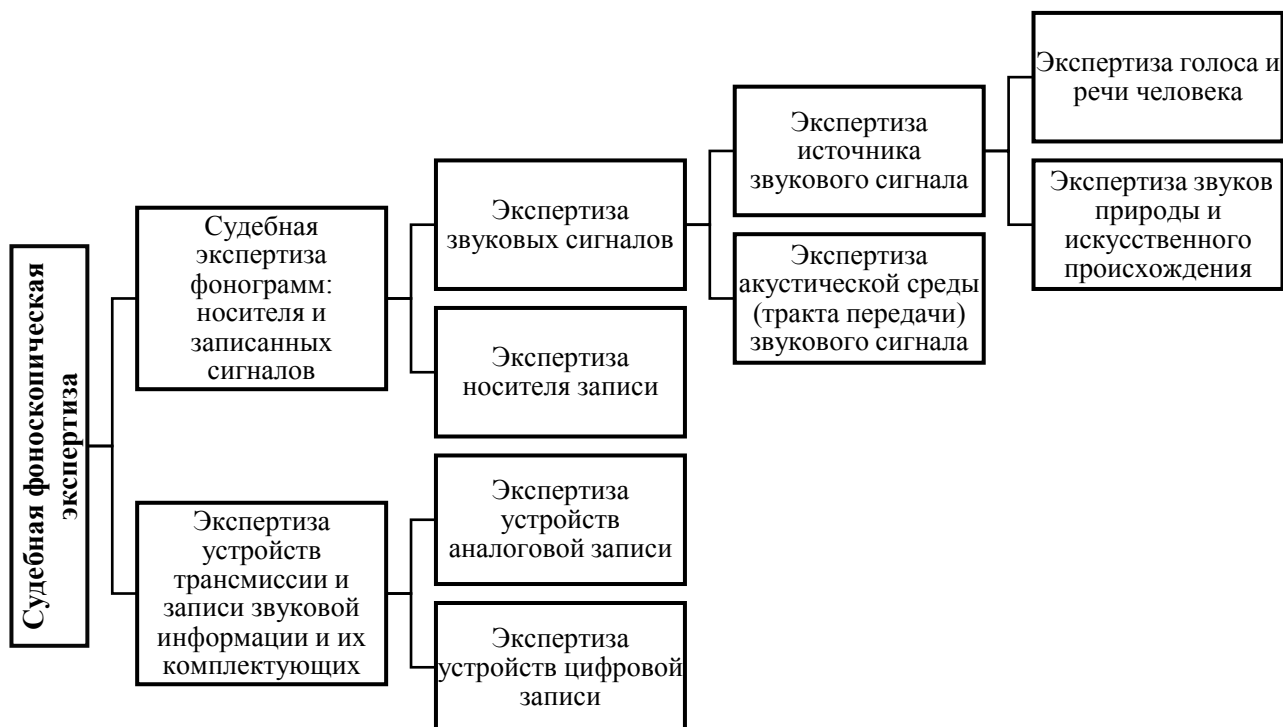 Судебная фоноскопическая
экспертиза
Судебная
экспертиза
фонограмм:
носителя и
записанных
сигналов
Экспертиза
звуковых сигналов
Экспертиза
источника
звукового сигнала
Экспертиза голоса и
речи человека
Экспертиза звуков
природы и
искусственного
происхождения
Экспертиза
акустической среды
(тракта передачи)
звукового сигнала
Экспертиза
носителя записи
Экспертиза
устройств
трансмиссии и
записи звуковой
информации и их
комплектующих
Экспертиза
устройств
аналоговой записи
Экспертиза
устройств цифровой
записи